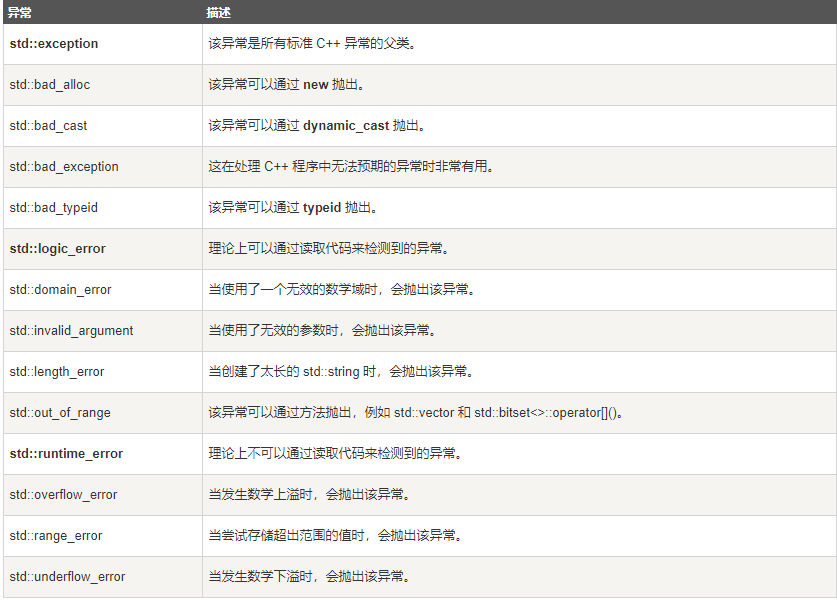 异常 描述
std::exception 该异常是所有标准 C++ 异常的父类。
std::bad_alloc 该异常可以通过 new 抛出。
std::bad_cast 该异常可以通过 dynamic_cast 抛出。
std::bad_exception 这在处理 C++ 程序中无法预期的异常时非常有用。
std::bad_typeid 该异常可以通过 typeid 抛出。
std::logic_error 理论上可以通过读取代码来检测到的异常。
std::domain_error 当使用了一个无效的数学域时，会抛出该异常。
std::invalid_argument 当使用了无效的参数时，会抛出该异常。
std::length_error 当创建了太长的 std::string 时，会抛出该异常。
std::out_of_range 该异常可以通过方法抛出，例如 std::vector 和 std::bitset<>::operator[]()。
std::runtime_error 理论上不可以通过读取代码来检测到的异常。
std::overflow_error 当发生数学上溢时，会抛出该异常。
std::range_error 当尝试存储超出范围的值时，会抛出该异常。
std::underflow_error 当发生数学下溢时，会抛出该异常。